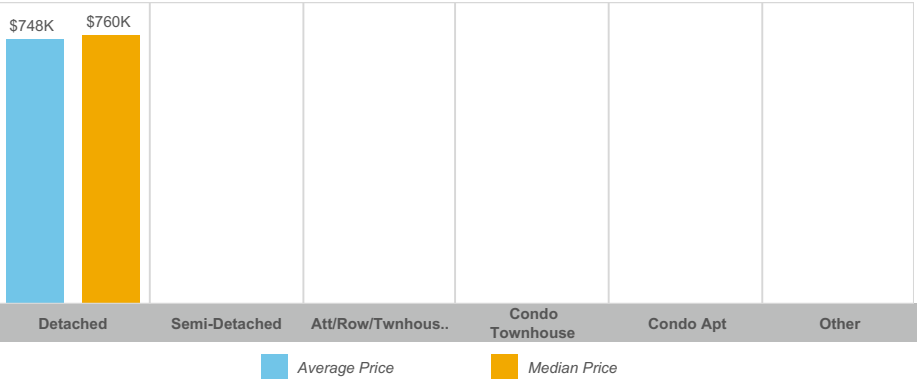 $748K
$760K
Detached
Semi-Detached
Att/Row/Twnhous..
Condo
Townhouse
Condo Apt
Other
Average Price
Median Price